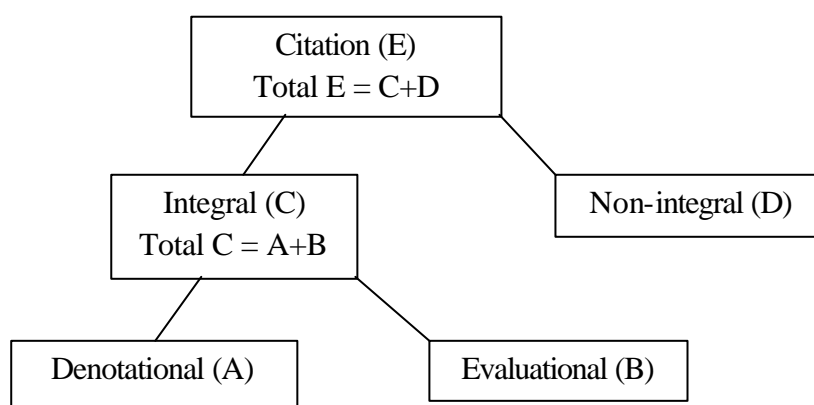 Citation (E)
Total E = C+D
Integral (C)
Total C = A+B
Non-integral (D)
Denotational (A)
Evaluational (B)